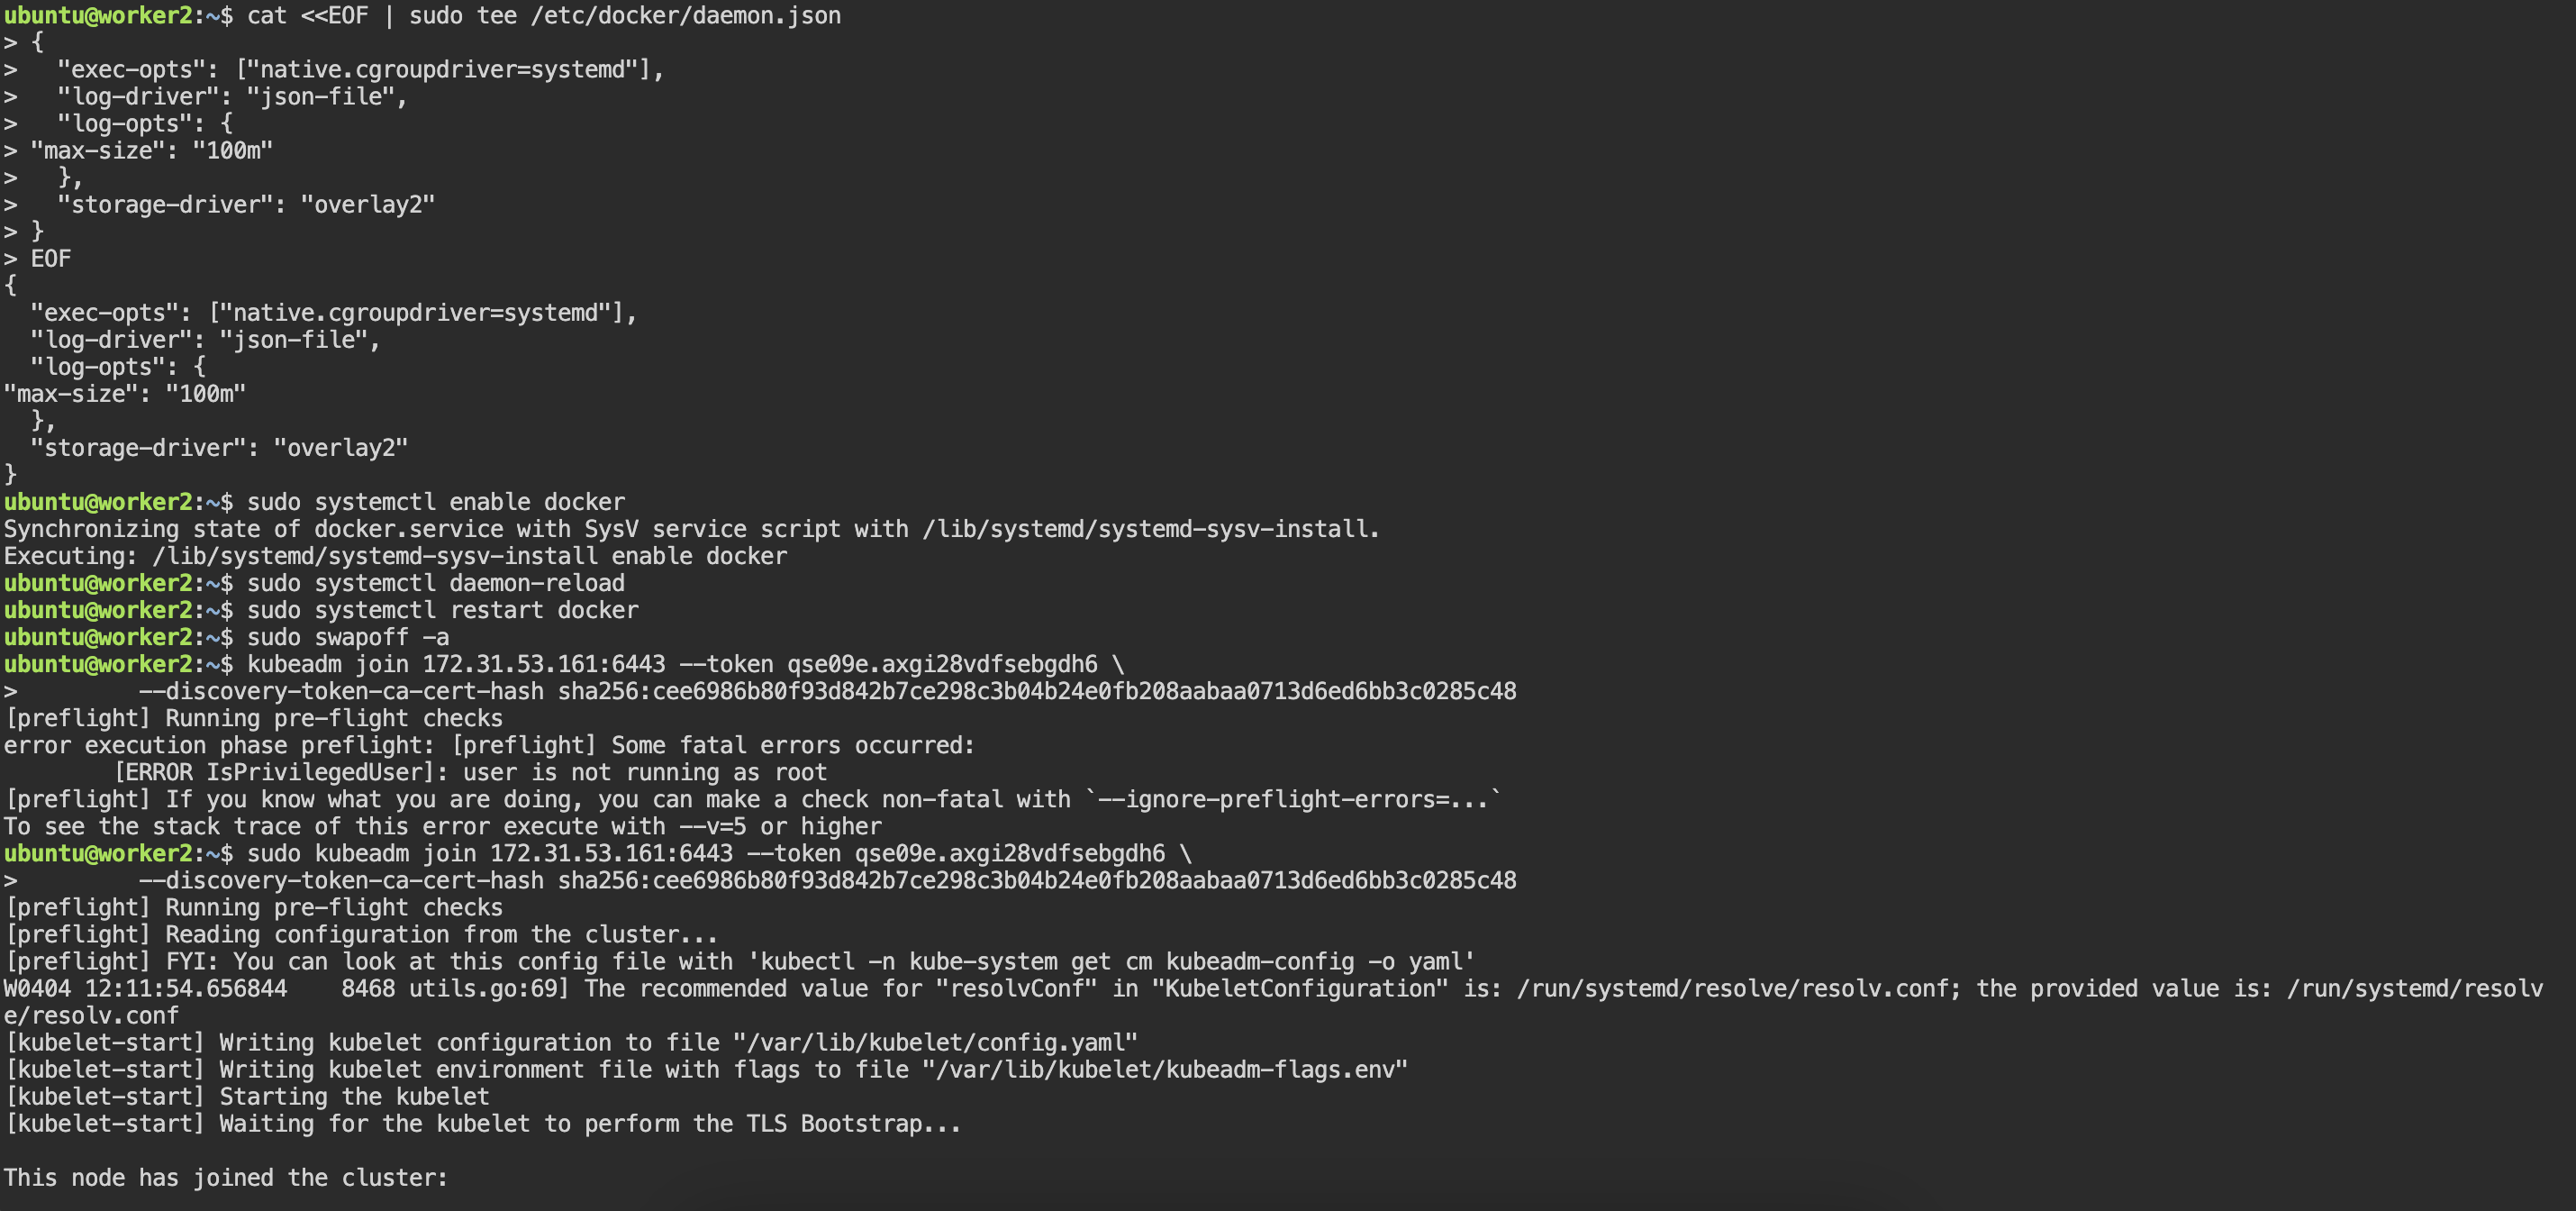 ubuntu@worker2:~$ cat <<EOF | sudo tee /etc/docker/daemon.json
> {
>   "exec-opts": ["native.cgroupdriver=systemd"],
>   "log-driver": "json-file",
>   "log-opts": {
> "max-size": "100m"
>   },
>   "storage-driver": "overlay2"
> }
> EOF
{
  "exec-opts": ["native.cgroupdriver=systemd"],
  "log-driver": "json-file",
  "log-opts": {
"max-size": "100m"
  },
  "storage-driver": "overlay2"
}
ubuntu@worker2:~$ sudo systemctl enable docker
Synchronizing state of docker.service with SysV service script with /lib/systemd/systemd-sysv-install.
Executing: /lib/systemd/systemd-sysv-install enable docker
ubuntu@worker2:~$ sudo systemctl daemon-reload
ubuntu@worker2:~$ sudo systemctl restart docker
ubuntu@worker2:~$ sudo swapoff -a
ubuntu@worker2:~$ kubeadm join 172.31.53.161:6443 --token qse09e.axgi28vdfsebgdh6 \
>         --discovery-token-ca-cert-hash sha256:cee6986b80f93d842b7ce298c3b04b24e0fb208aabaa0713d6ed6bb3c0285c48
[preflight] Running pre-flight checks
error execution phase preflight: [preflight] Some fatal errors occurred:
        [ERROR IsPrivilegedUser]: user is not running as root
[preflight] If you know what you are doing, you can make a check non-fatal with `--ignore-preflight-errors=...`
To see the stack trace of this error execute with --v=5 or higher
ubuntu@worker2:~$ sudo kubeadm join 172.31.53.161:6443 --token qse09e.axgi28vdfsebgdh6 \
>         --discovery-token-ca-cert-hash sha256:cee6986b80f93d842b7ce298c3b04b24e0fb208aabaa0713d6ed6bb3c0285c48
[preflight] Running pre-flight checks
[preflight] Reading configuration from the cluster...
[preflight] FYI: You can look at this config file with 'kubectl -n kube-system get cm kubeadm-config -o yaml'
W0404 12:11:54.656844    8468 utils.go:69] The recommended value for "resolvConf" in "KubeletConfiguration" is: /run/systemd/resolve/resolv.conf; the provided value is: /run/systemd/resolv
e/resolv.conf
[kubelet-start] Writing kubelet configuration to file "/var/lib/kubelet/config.yaml"
[kubelet-start] Writing kubelet environment file with flags to file "/var/lib/kubelet/kubeadm-flags.env"
[kubelet-start] Starting the kubelet
[kubelet-start] Waiting for the kubelet to perform the TLS Bootstrap...

This node has joined the cluster: